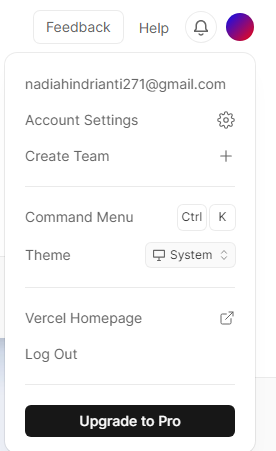 Feedback Help
nadiahindrianti271@gmail.com
Account Settings
Create Team
Command Menu Ctrl K
Theme System
Vercel Homepage
Log Out
Upgrade to Pro